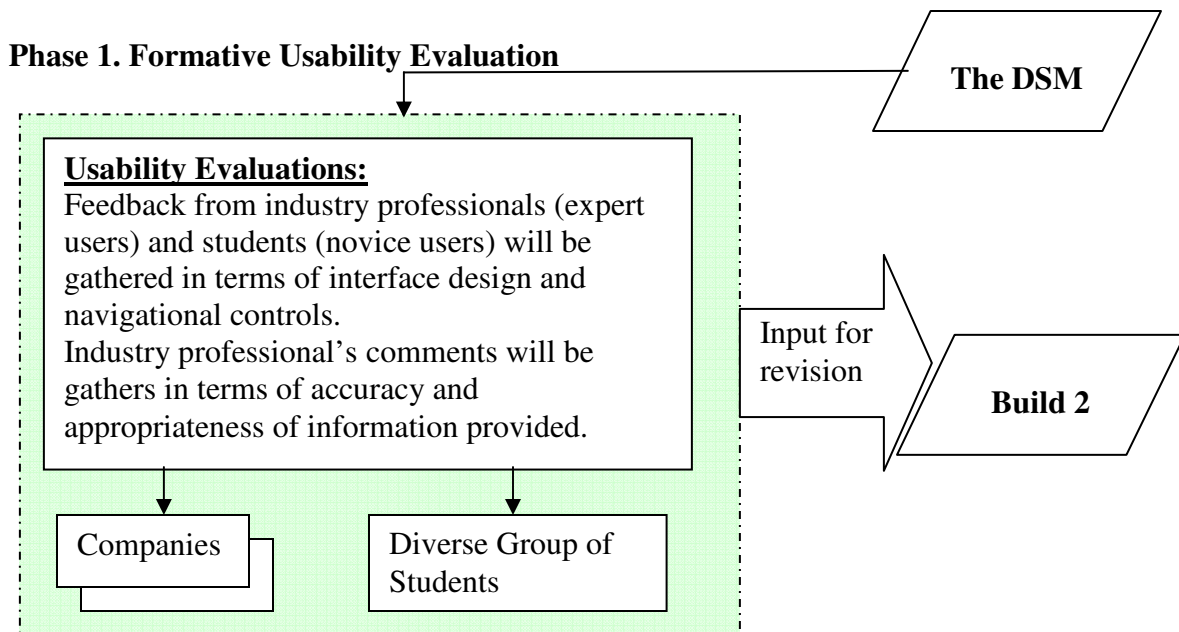 Phase 1. Formative Usability Evaluation
The DSM
Usability Evaluations:
Feedback from industry professionals (expert
users) and students (novice users) will be
gathered in terms of interface design and
navigational controls.
Industry professional's comments will be
gathers in terms of accuracy and
appropriateness of information provided.
Input for
revision
Build 2
Companies
Diverse Group of
Students